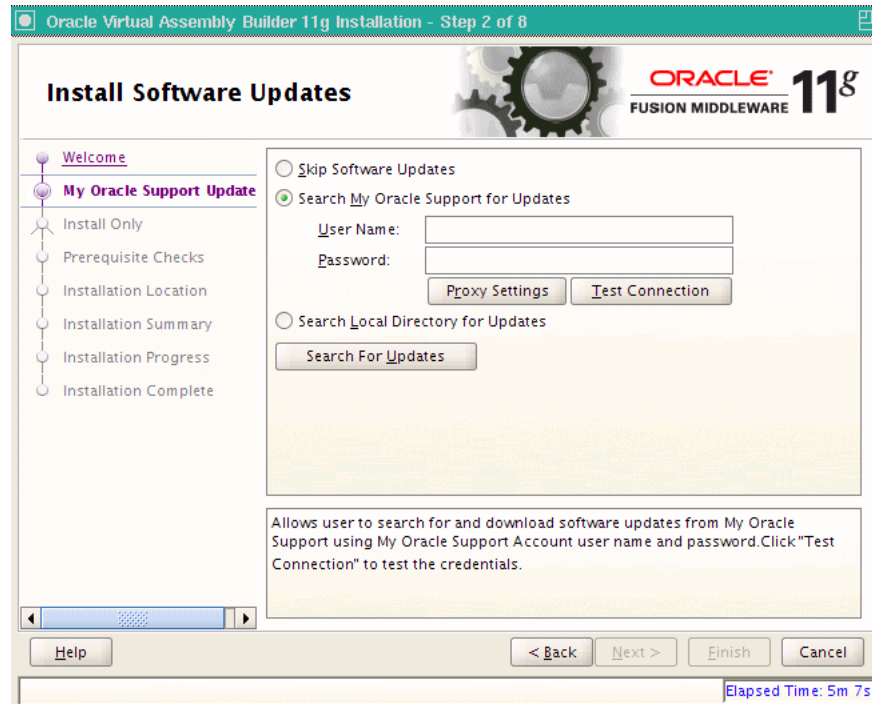 Oracle Virtual Assembly Builder 11g Installation - Step 2 of 8
Install Software Updates
ORACLE
FUSION MIDDLEWARE
11g
Welcome
My Oracle Support Update
Install Only
Prerequisite Checks
Installation Location
Installation Summary
Installation Progress
Installation Complete
Skip Software Updates
Search My Oracle Support for Updates
User Name:
Password:
Proxy Settings
Test Connection
Search Local Directory for Updates
Search For Updates
Allows user to search for and download software updates from My Oracle
Support using My Oracle Support Account user name and password.Click "Test
Connection" to test the credentials.
Help
< Back
Next >
Finish
Cancel
Elapsed Time: 5m 7s